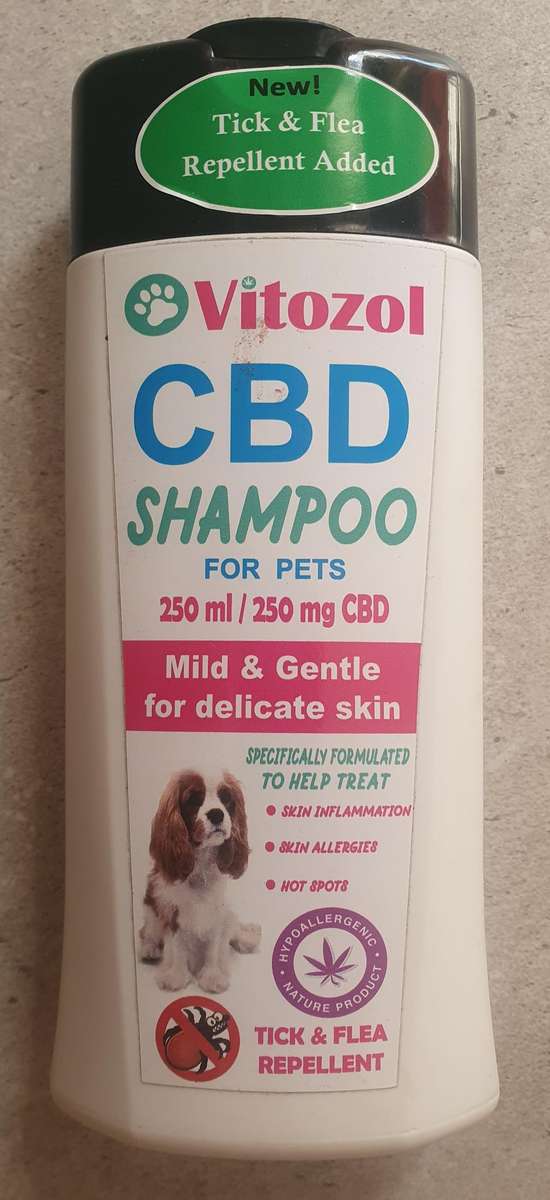 New!
Tick & Flea
Repellent Added
Vitozol
CBD
SHAMPOO
FOR PETS
250 ml / 250 mg CBD
Mild & Gentle
for delicate skin
SPECIFICALLY FORMULATED
TO HELP TREAT
• SKIN INFLAMMATION
• SKIN ALLERGIES
• HOT SPOTS
HYPOALLERGENIC
NATURE PRODUCT
TICK & FLEA
REPELLENT